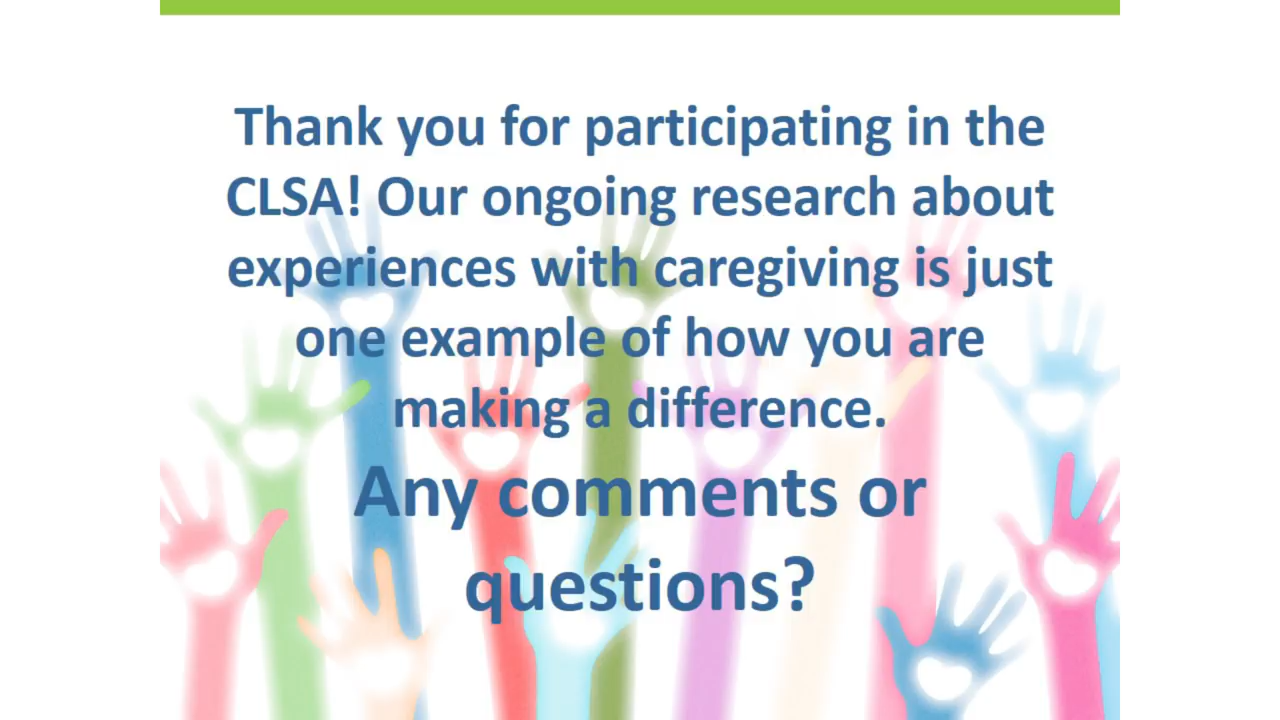 Thank you for participating in the
CLSA! Our ongoing research about
experiences with caregiving is just
one example of how you are
making a difference.
Any comments or
questions?